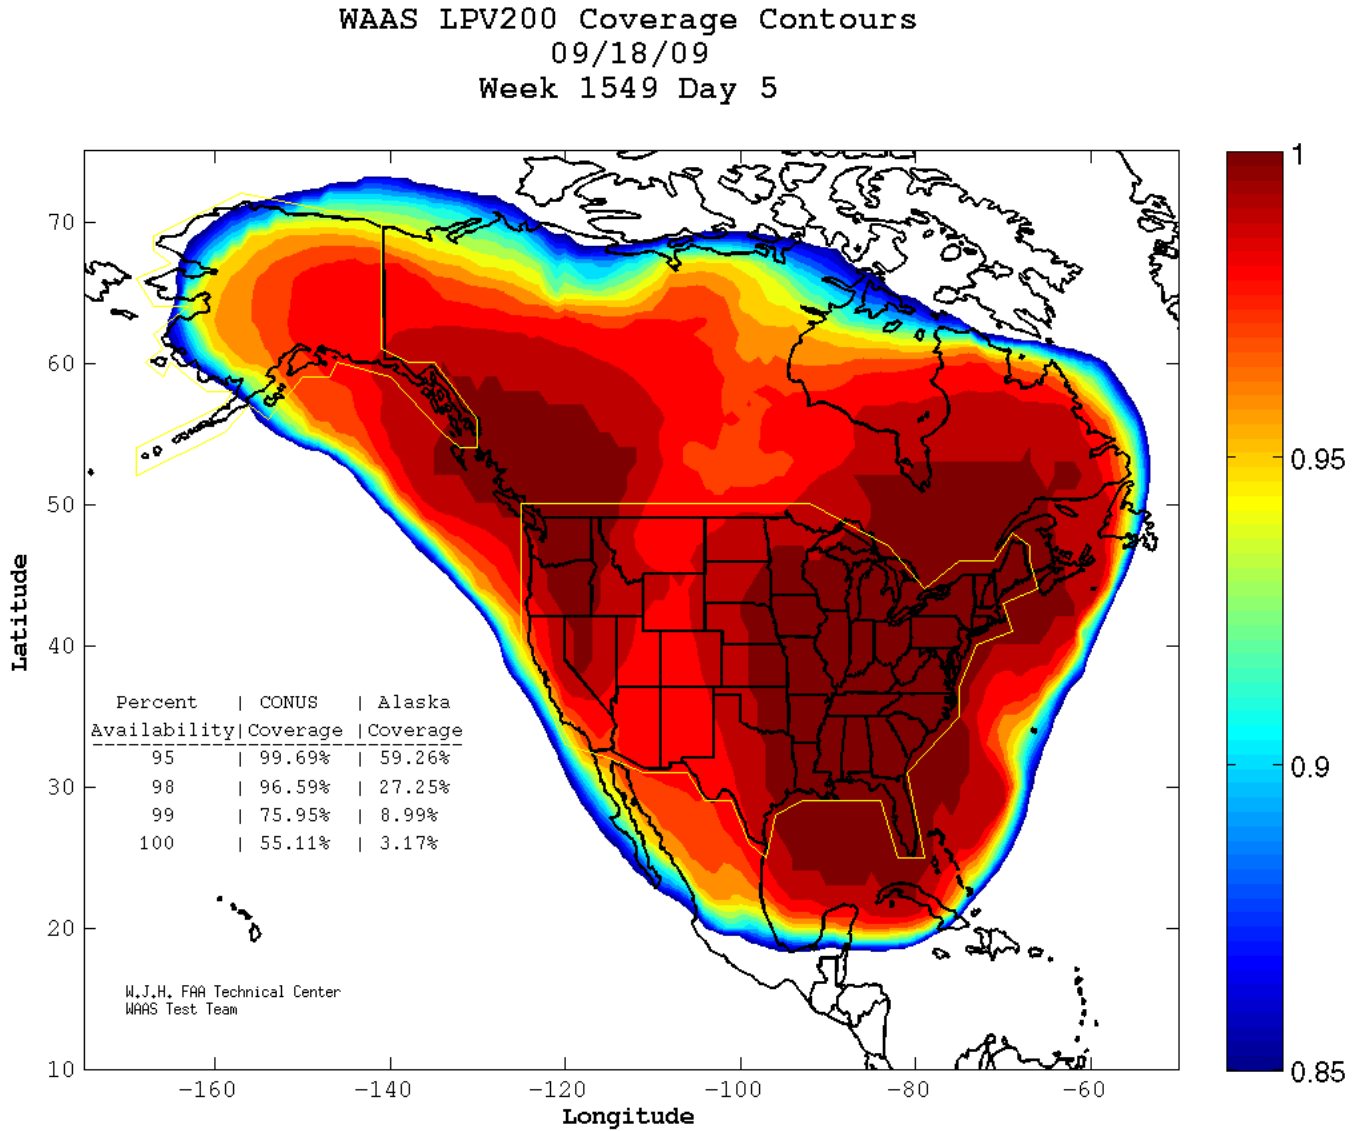 WAAS LPV200 Coverage Contours
09/18/09
Week 1549 Day 5
70
60
50
40
30
20
10
Latitude
-160
-140
-120
-100
-80
-60
Longitude
Percent | CONUS | Alaska
Availability|Coverage |Coverage
95 | 99.69% | 59.26%
98 | 96.59% | 27.25%
99 | 75.95% | 8.99%
100 | 55.11% | 3.17%
W.J.H. FAA Technical Center
WAAS Test Team
1
0.95
0.9
0.85